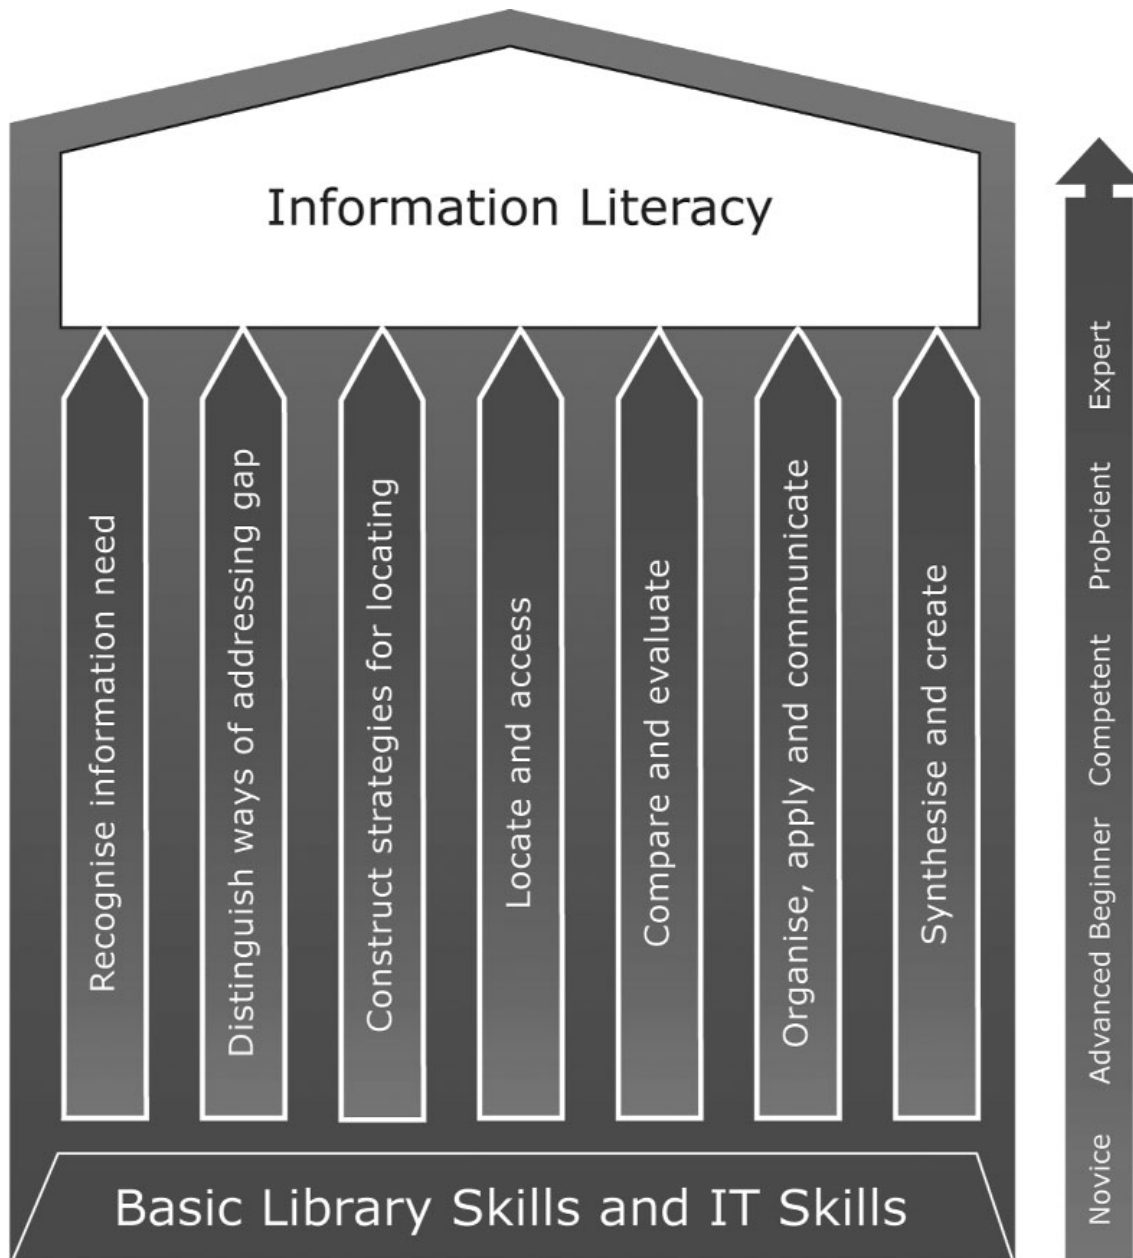 Information Literacy
Recognise information need
Distinguish ways of addressing gap
Construct strategies for locating
Locate and access
Compare and evaluate
Organise, apply and communicate
Synthesise and create
Basic Library Skills and IT Skills
Novice Advanced Beginner Competent ProÞcient Expert